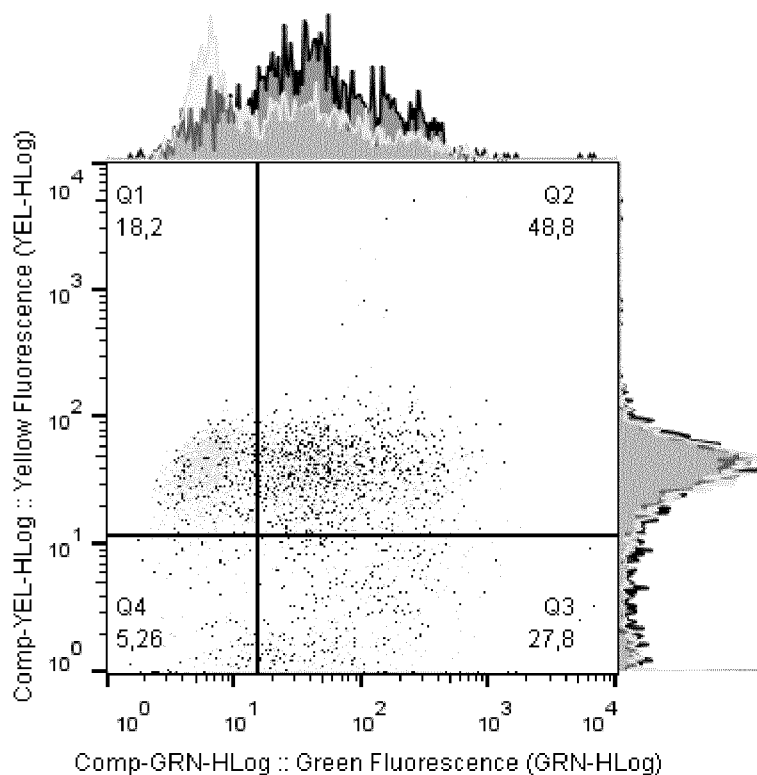 Q1
18,2
Q2
48,8
Q4
5,26
Q3
27,8
10^4
10^3
10^2
10^1
10^0
Comp-YEL-HLog :: Yellow Fluorescence (YEL-HLog)
10^0 10^1 10^2 10^3 10^4
Comp-GRN-HLog :: Green Fluorescence (GRN-HLog)